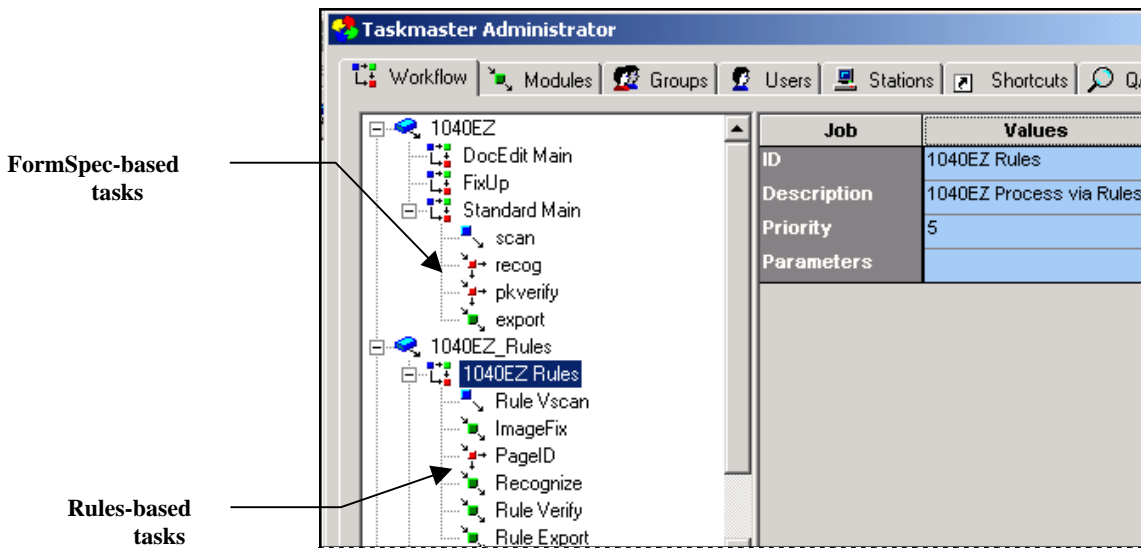 Taskmaster Administrator
Workflow Modules Groups Users Stations Shortcuts
1040EZ
DocEdit Main
FixUp
Standard Main
scan
recog
pkverify
export
1040EZ_Rules
1040EZ Rules
Rule Vscan
ImageFix
PageID
Recognize
Rule Verify
Rule Export
Job Values
ID 1040EZ Rules
Description 1040EZ Process via Rules
Priority 5
Parameters
FormSpec-based
tasks
Rules-based
tasks